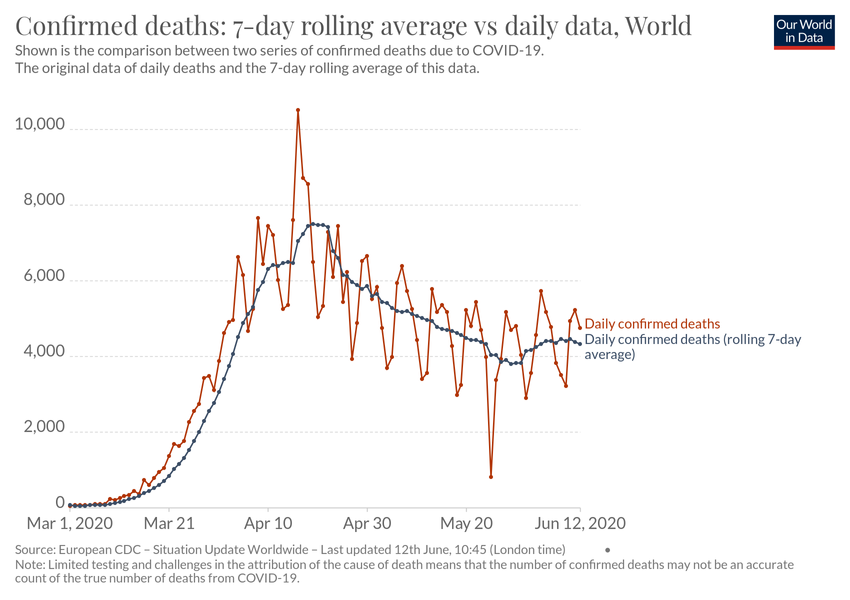 Confirmed deaths: 7-day rolling average vs daily data, World
Our World
in Data
Shown is the comparison between two series of confirmed deaths due to COVID-19.
The original data of daily deaths and the 7-day rolling average of this data.
10,000
8,000
6,000
4,000
2,000
0
Daily confirmed deaths
Daily confirmed deaths (rolling 7-day
average)
Mar 1, 2020
Mar 21
Apr 10
Apr 30
May 20
Jun 12, 2020
Source: European CDC – Situation Update Worldwide – Last updated 12th June, 10:45 (London time)
Note: Limited testing and challenges in the attribution of the cause of death means that the number of confirmed deaths may not be an accurate
count of the true number of deaths from COVID-19.